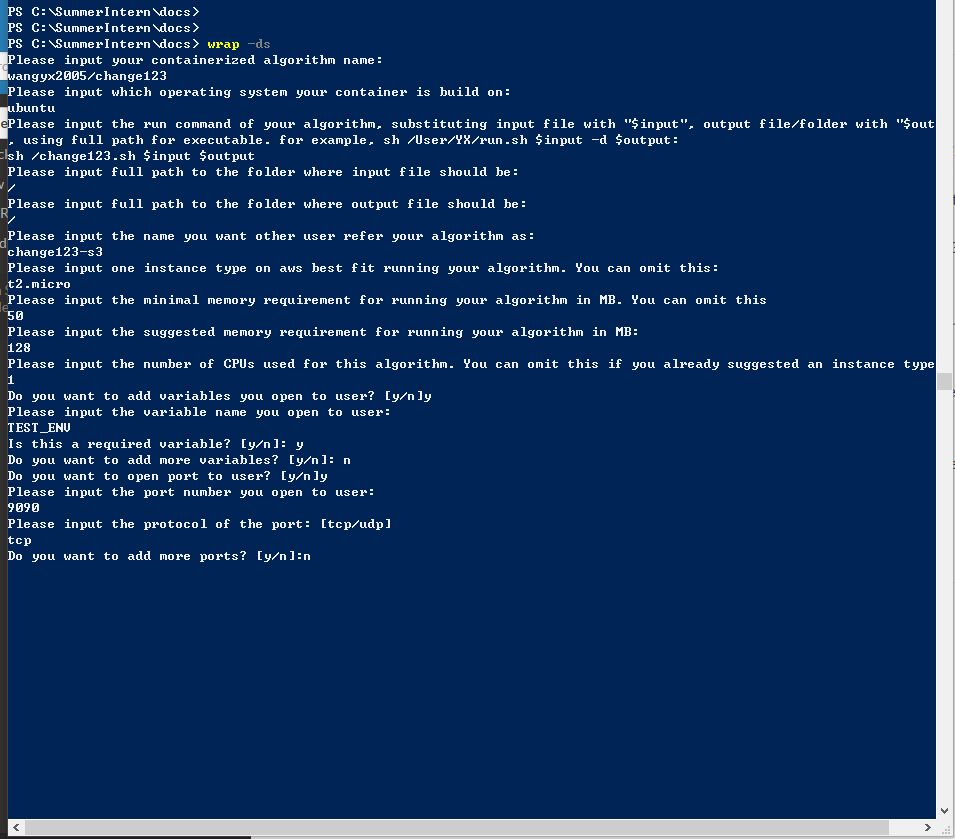 PS C:\SummerIntern\docs>
PS C:\SummerIntern\docs>
PS C:\SummerIntern\docs> wrap -ds
Please input your containerized algorithm name:
wangyx2005/change123
Please input which operating system your container is build on:
ubuntu
Please input the run command of your algorithm, substituting input file with "$input", output file/folder with "$out
, using full path for executable. for example, sh /User/YX/run.sh $input -d $output:
sh /change123.sh $input $output
Please input full path to the folder where input file should be:
/
Please input full path to the folder where output file should be:
/
Please input the name you want other user refer your algorithm as:
change123-s3
Please input one instance type on aws best fit running your algorithm. You can omit this:
t2.micro
Please input the minimal memory requirement for running your algorithm in MB. You can omit this
50
Please input the suggested memory requirement for running your algorithm in MB:
128
Please input the number of CPUs used for this algorithm. You can omit this if you already suggested an instance type
1
Do you want to add variables you open to user? [y/n]y
Please input the variable name you open to user:
TEST_ENV
Is this a required variable? [y/n]: y
Do you want to add more variables? [y/n]: n
Do you want to open port to user? [y/n]y
Please input the port number you open to user:
9090
Please input the protocol of the port: [tcp/udp]
tcp
Do you want to add more ports? [y/n]:n